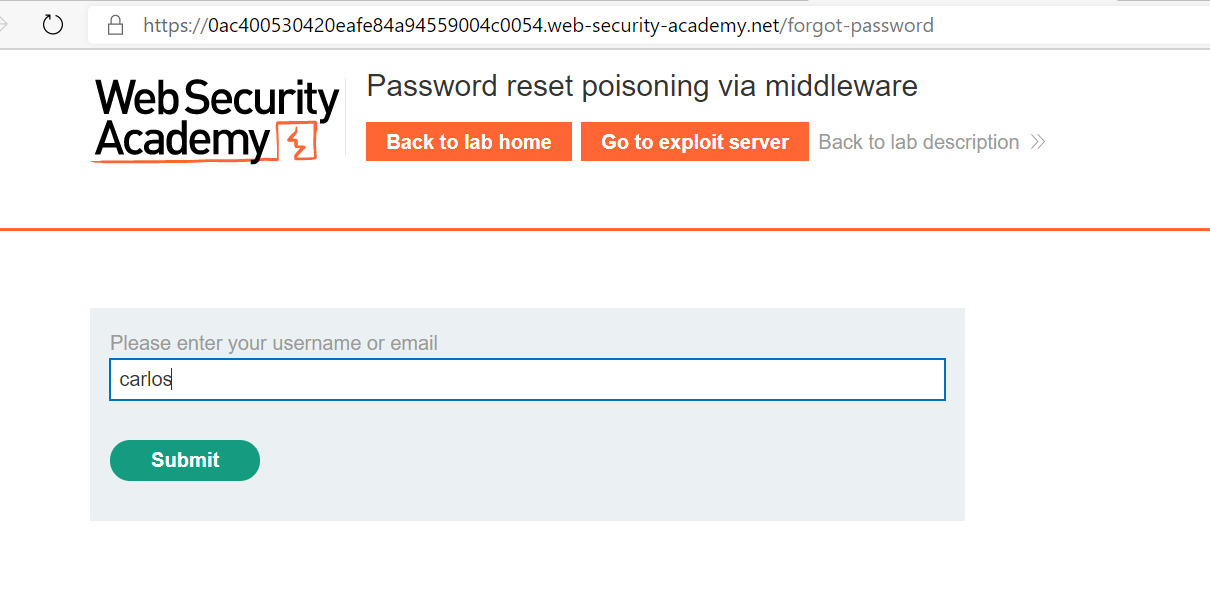 https://0ac400530420eafe84a94559004c0054.web-security-academy.net/forgot-password
Web Security
Academy
Password reset poisoning via middleware
Back to lab home
Go to exploit server
Back to lab description
Please enter your username or email
carlos
Submit